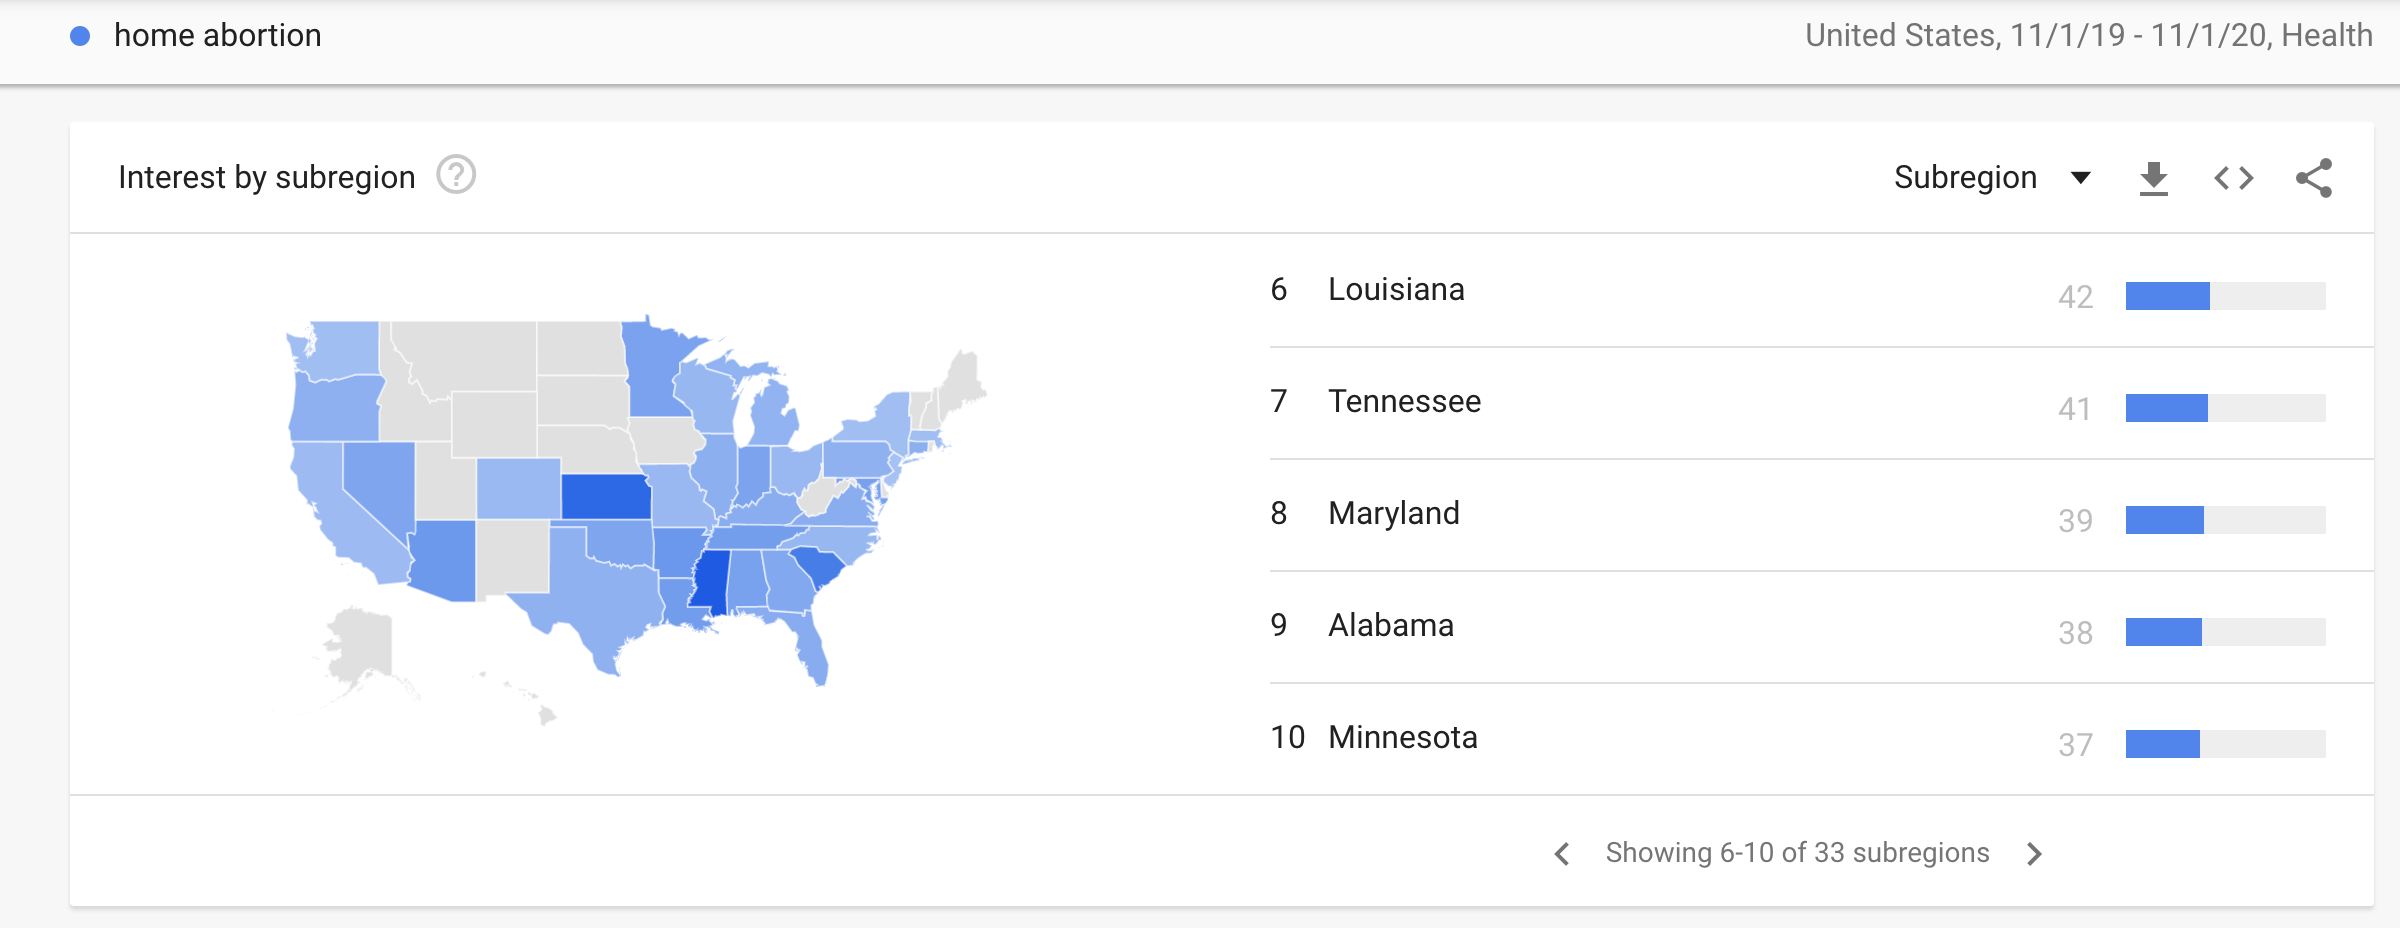 home abortion
United States, 11/1/19 - 11/1/20, Health
Interest by subregion ?
Subregion
6 Louisiana 42
7 Tennessee 41
8 Maryland 39
9 Alabama 38
10 Minnesota 37
Showing 6-10 of 33 subregions